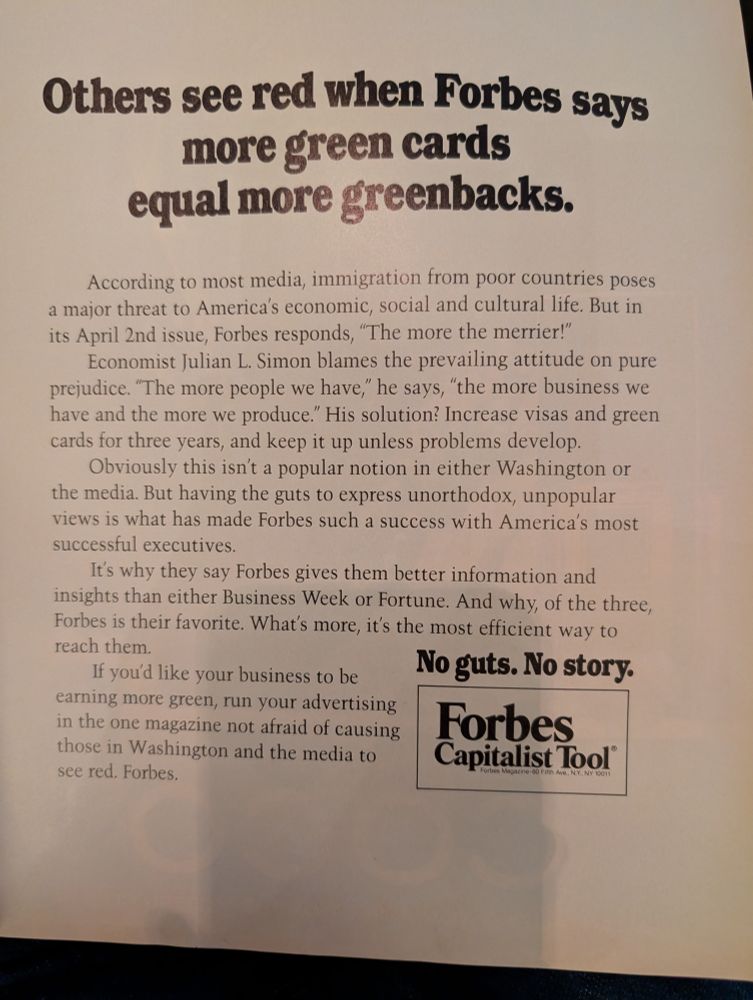 Others see red when Forbes says
more green cards
equal more greenbacks.
According to most media, immigration from poor countries poses
a major threat to America's economic, social and cultural life. But in
its April 2nd issue, Forbes responds, “The more the merrier!”
Economist Julian L. Simon blames the prevailing attitude on pure
prejudice. “The more people we have,” he says, “the more business we
have and the more we produce.” His solution? Increase visas and green
cards for three years, and keep it up unless problems develop.
Obviously this isn't a popular notion in either Washington or
the media. But having the guts to express unorthodox, unpopular
views is what has made Forbes such a success with America's most
successful executives.
It's why they say Forbes gives them better information and
insights than either Business Week or Fortune. And why, of the three,
Forbes is their favorite. What's more, it's the most efficient way to
reach them.
If you'd like your business to be
earning more green, run your advertising
in the one magazine not afraid of causing
those in Washington and the media to
see red. Forbes.
No guts. No story.
Forbes
Capitalist Tool®
Forbes Magazine-60 Fifth Ave., N.Y., NY 10011